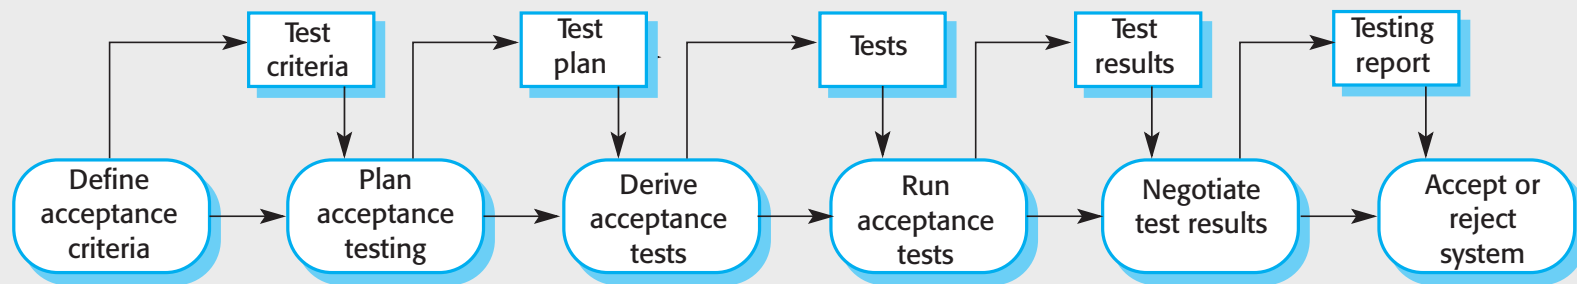 Test
criteria
Test
plan
Tests
Test
results
Testing
report
Define
acceptance
criteria
Plan
acceptance
testing
Derive
acceptance
tests
Run
acceptance
tests
Negotiate
test results
Accept or
reject
system